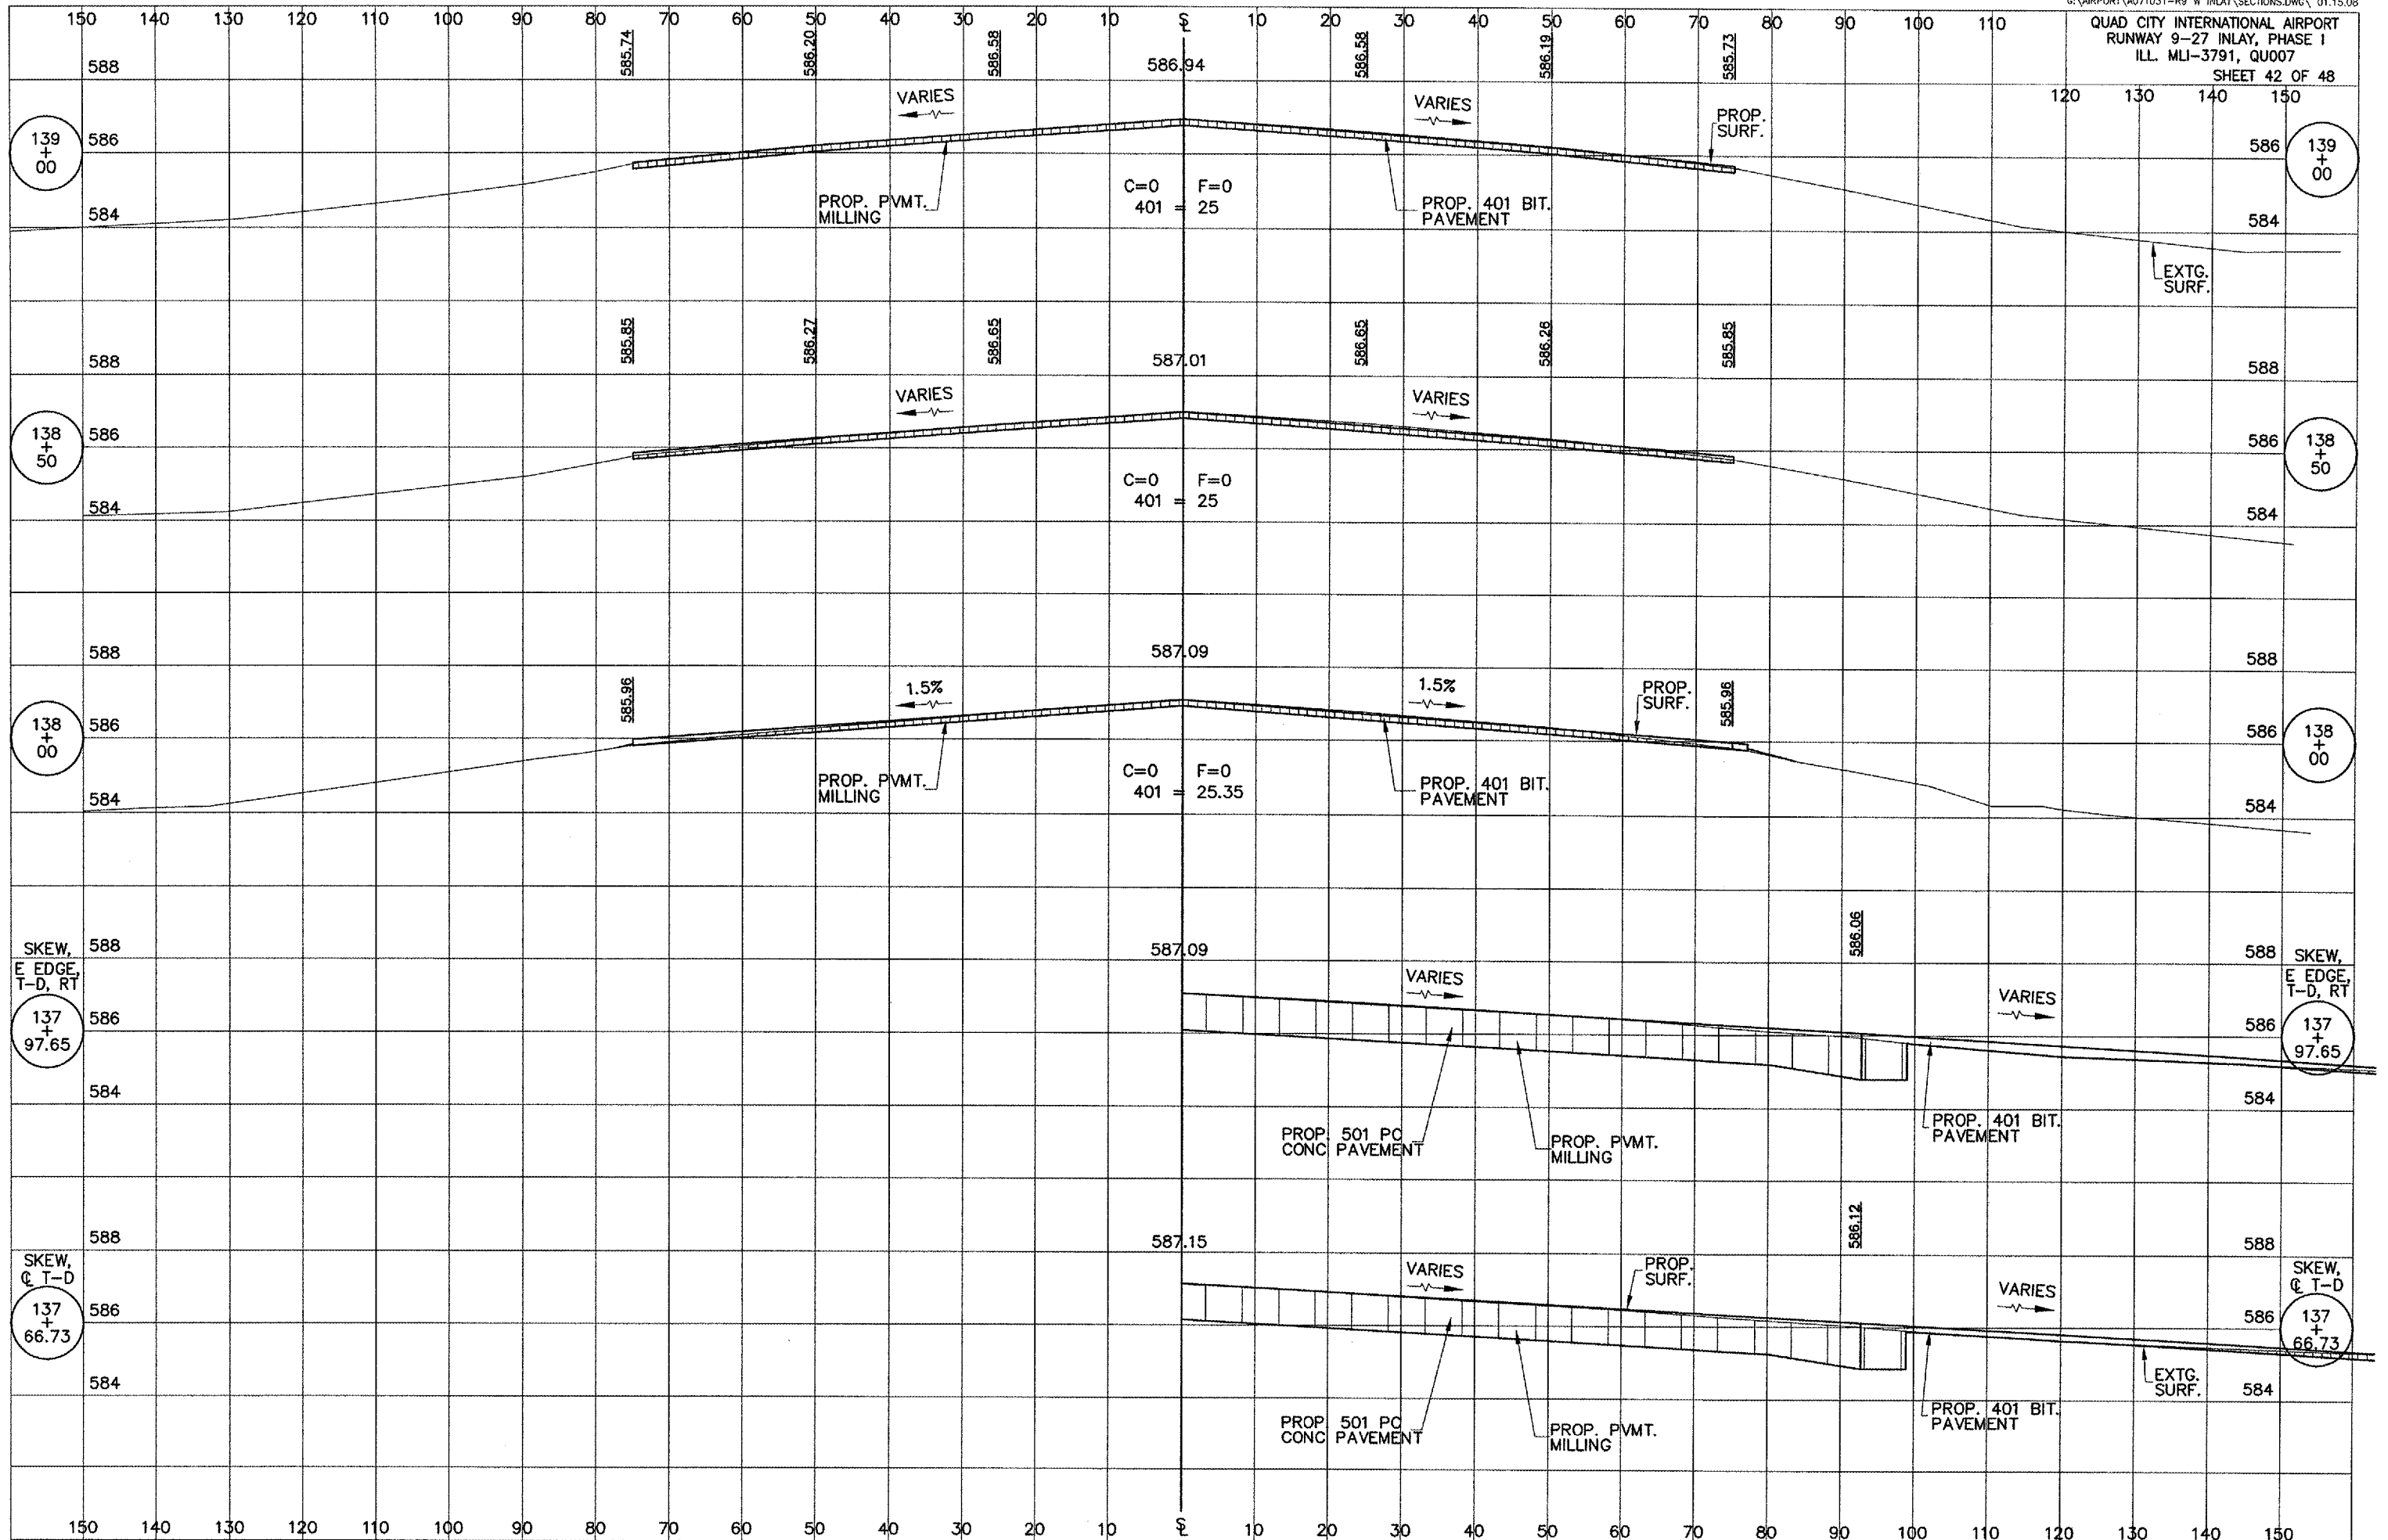 G:\AIRPORT\A071031-R9 W INLAY\SECTIONS.DWG\ 01.15.08
150 140 130 120 110 100 90 80 70 60 50 40 30 20 10 ℄ 10 20 30 40 50 60 70 80 90 100
QUAD CITY INTERNATIONAL AIRPORT
RUNWAY 9-27 INLAY, PHASE I
ILL. MLI-3791, QU007
SHEET 42 OF 48
120 130 140 150
585.74 586.20 586.58 586.94 586.58 586.19 585.73
588
VARIES VARIES
PROP.
SURF.
139
+
00
586 586
139
+
00
PROP. PVMT.
MILLING
C=0 F=0
401 = 25
PROP. 401 BIT.
PAVEMENT
584 584
EXTG.
SURF.
585.85 586.27 586.65 587.01 586.65 586.26 585.85
588 588
VARIES VARIES
138
+
50
586 586
138
+
50
C=0 F=0
401 = 25
584 584
588 587.09 588
585.96 1.5% 1.5% PROP.
SURF.
585.96
138
+
00
586 586
138
+
00
PROP. PVMT.
MILLING
C=0 F=0
401 = 25.35
PROP. 401 BIT.
PAVEMENT
584 584
586.06
588 587.09 588
SKEW,
E EDGE,
T-D, RT
137
+
97.65
VARIES VARIES
SKEW,
E EDGE,
T-D, RT
137
+
97.65
586 586
584 584
PROP. 501 PC
CONC PAVEMENT
PROP. PVMT.
MILLING
PROP. 401 BIT.
PAVEMENT
586.12
588 587.15 588
SKEW,
℄ T-D
137
+
66.73
VARIES PROP.
SURF.
VARIES
SKEW,
℄ T-D
137
+
66.73
586 586
584 584
EXTG.
SURF.
PROP. 501 PC
CONC PAVEMENT
PROP. PVMT.
MILLING
PROP. 401 BIT.
PAVEMENT
150 140 130 120 110 100 90 80 70 60 50 40 30 20 10 ℄ 10 20 30 40 50 60 70 80 90 100 110 120 130 140 150